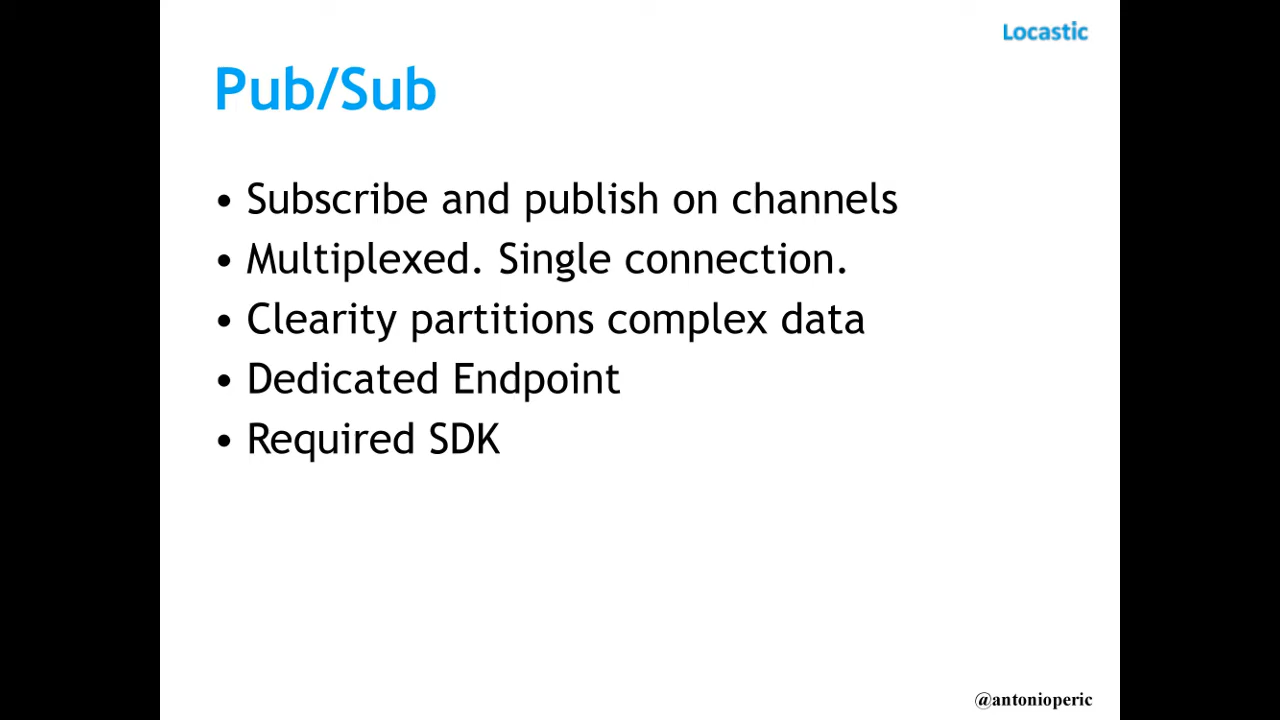 Locastic
Pub/Sub
• Subscribe and publish on channels
• Multiplexed. Single connection.
• Clearity partitions complex data
• Dedicated Endpoint
• Required SDK
@antonioperic